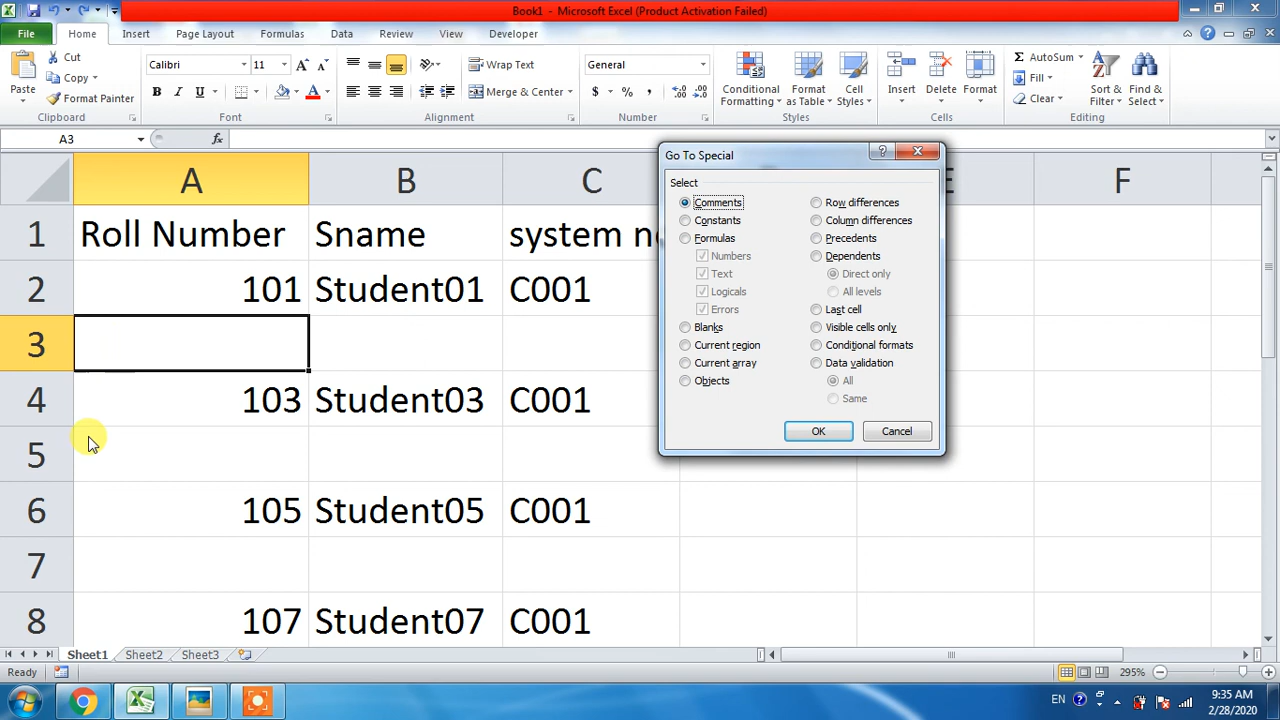 Book1 - Microsoft Excel (Product Activation Failed)
File Home Insert Page Layout Formulas Data Review View Developer
Cut
Copy
Format Painter
Paste
Clipboard
Calibri 11
B I U
Font
Wrap Text
Merge & Center
Alignment
General
$ % ,
Number
Conditional Formatting
Format as Table
Cell Styles
Styles
Insert Delete Format
Cells
AutoSum
Fill
Clear
Sort & Filter
Find & Select
Editing
A3 fx
A B C E F
1 Roll Number Sname system no
2 101 Student01 C001
3
4 103 Student03 C001
5
6 105 Student05 C001
7
8 107 Student07 C001
Go To Special
Select
Comments Row differences
Constants Column differences
Formulas Precedents
Numbers Dependents
Text Direct only
Logicals All levels
Errors Last cell
Blanks Visible cells only
Current region Conditional formats
Current array Data validation
Objects All
Same
OK Cancel
Sheet1 Sheet2 Sheet3
Ready 295%
EN 9:35 AM
2/28/2020